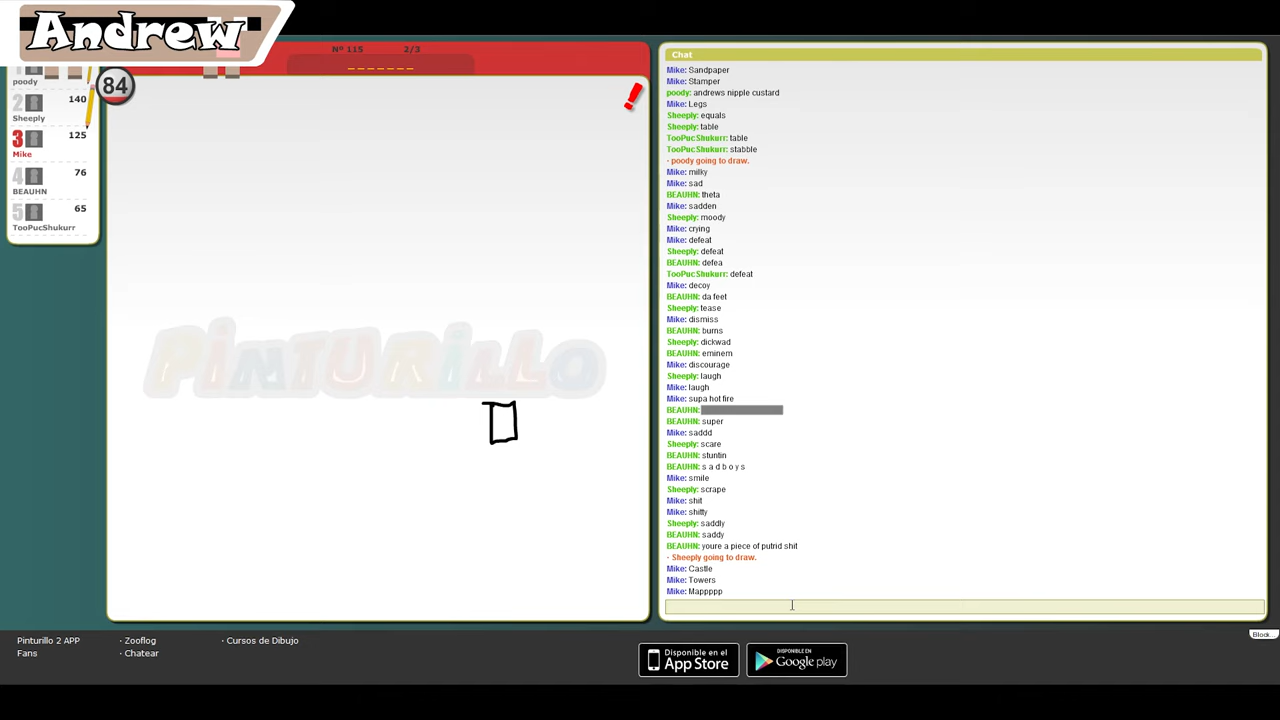 Andrew
Nº 115
2/3
_ _ _ _ _ _ _
84
poody
2
140
Sheeply
3
125
Mike
4
76
BEAUHN
5
65
TooPucShukurr
PINTURILLO
Chat
Mike: Sandpaper
Mike: Stamper
poody: andrews nipple custard
Mike: Legs
Sheeply: equals
Sheeply: table
TooPucShukurr: table
TooPucShukurr: stabble
- poody going to draw.
Mike: milky
Mike: sad
BEAUHN: theta
Mike: sadden
Sheeply: moody
Mike: crying
Mike: defeat
Sheeply: defeat
BEAUHN: defea
TooPucShukurr: defeat
Mike: decoy
BEAUHN: da feet
Sheeply: tease
Mike: dismiss
BEAUHN: burns
Sheeply: dickwad
BEAUHN: eminem
Mike: discourage
Sheeply: laugh
Mike: laugh
Mike: supa hot fire
BEAUHN:
BEAUHN: super
Mike: saddd
Sheeply: scare
BEAUHN: stuntin
BEAUHN: s a d b o y s
Mike: smile
Sheeply: scrape
Mike: shit
Mike: shitty
Sheeply: saddly
BEAUHN: saddy
BEAUHN: youre a piece of putrid shit
- Sheeply going to draw.
Mike: Castle
Mike: Towers
Mike: Mappppp
Block...
Pinturillo 2 APP
· Zooflog
· Cursos de Dibujo
Fans
· Chatear
Disponible en el
App Store
DISPONIBLE EN
Google play